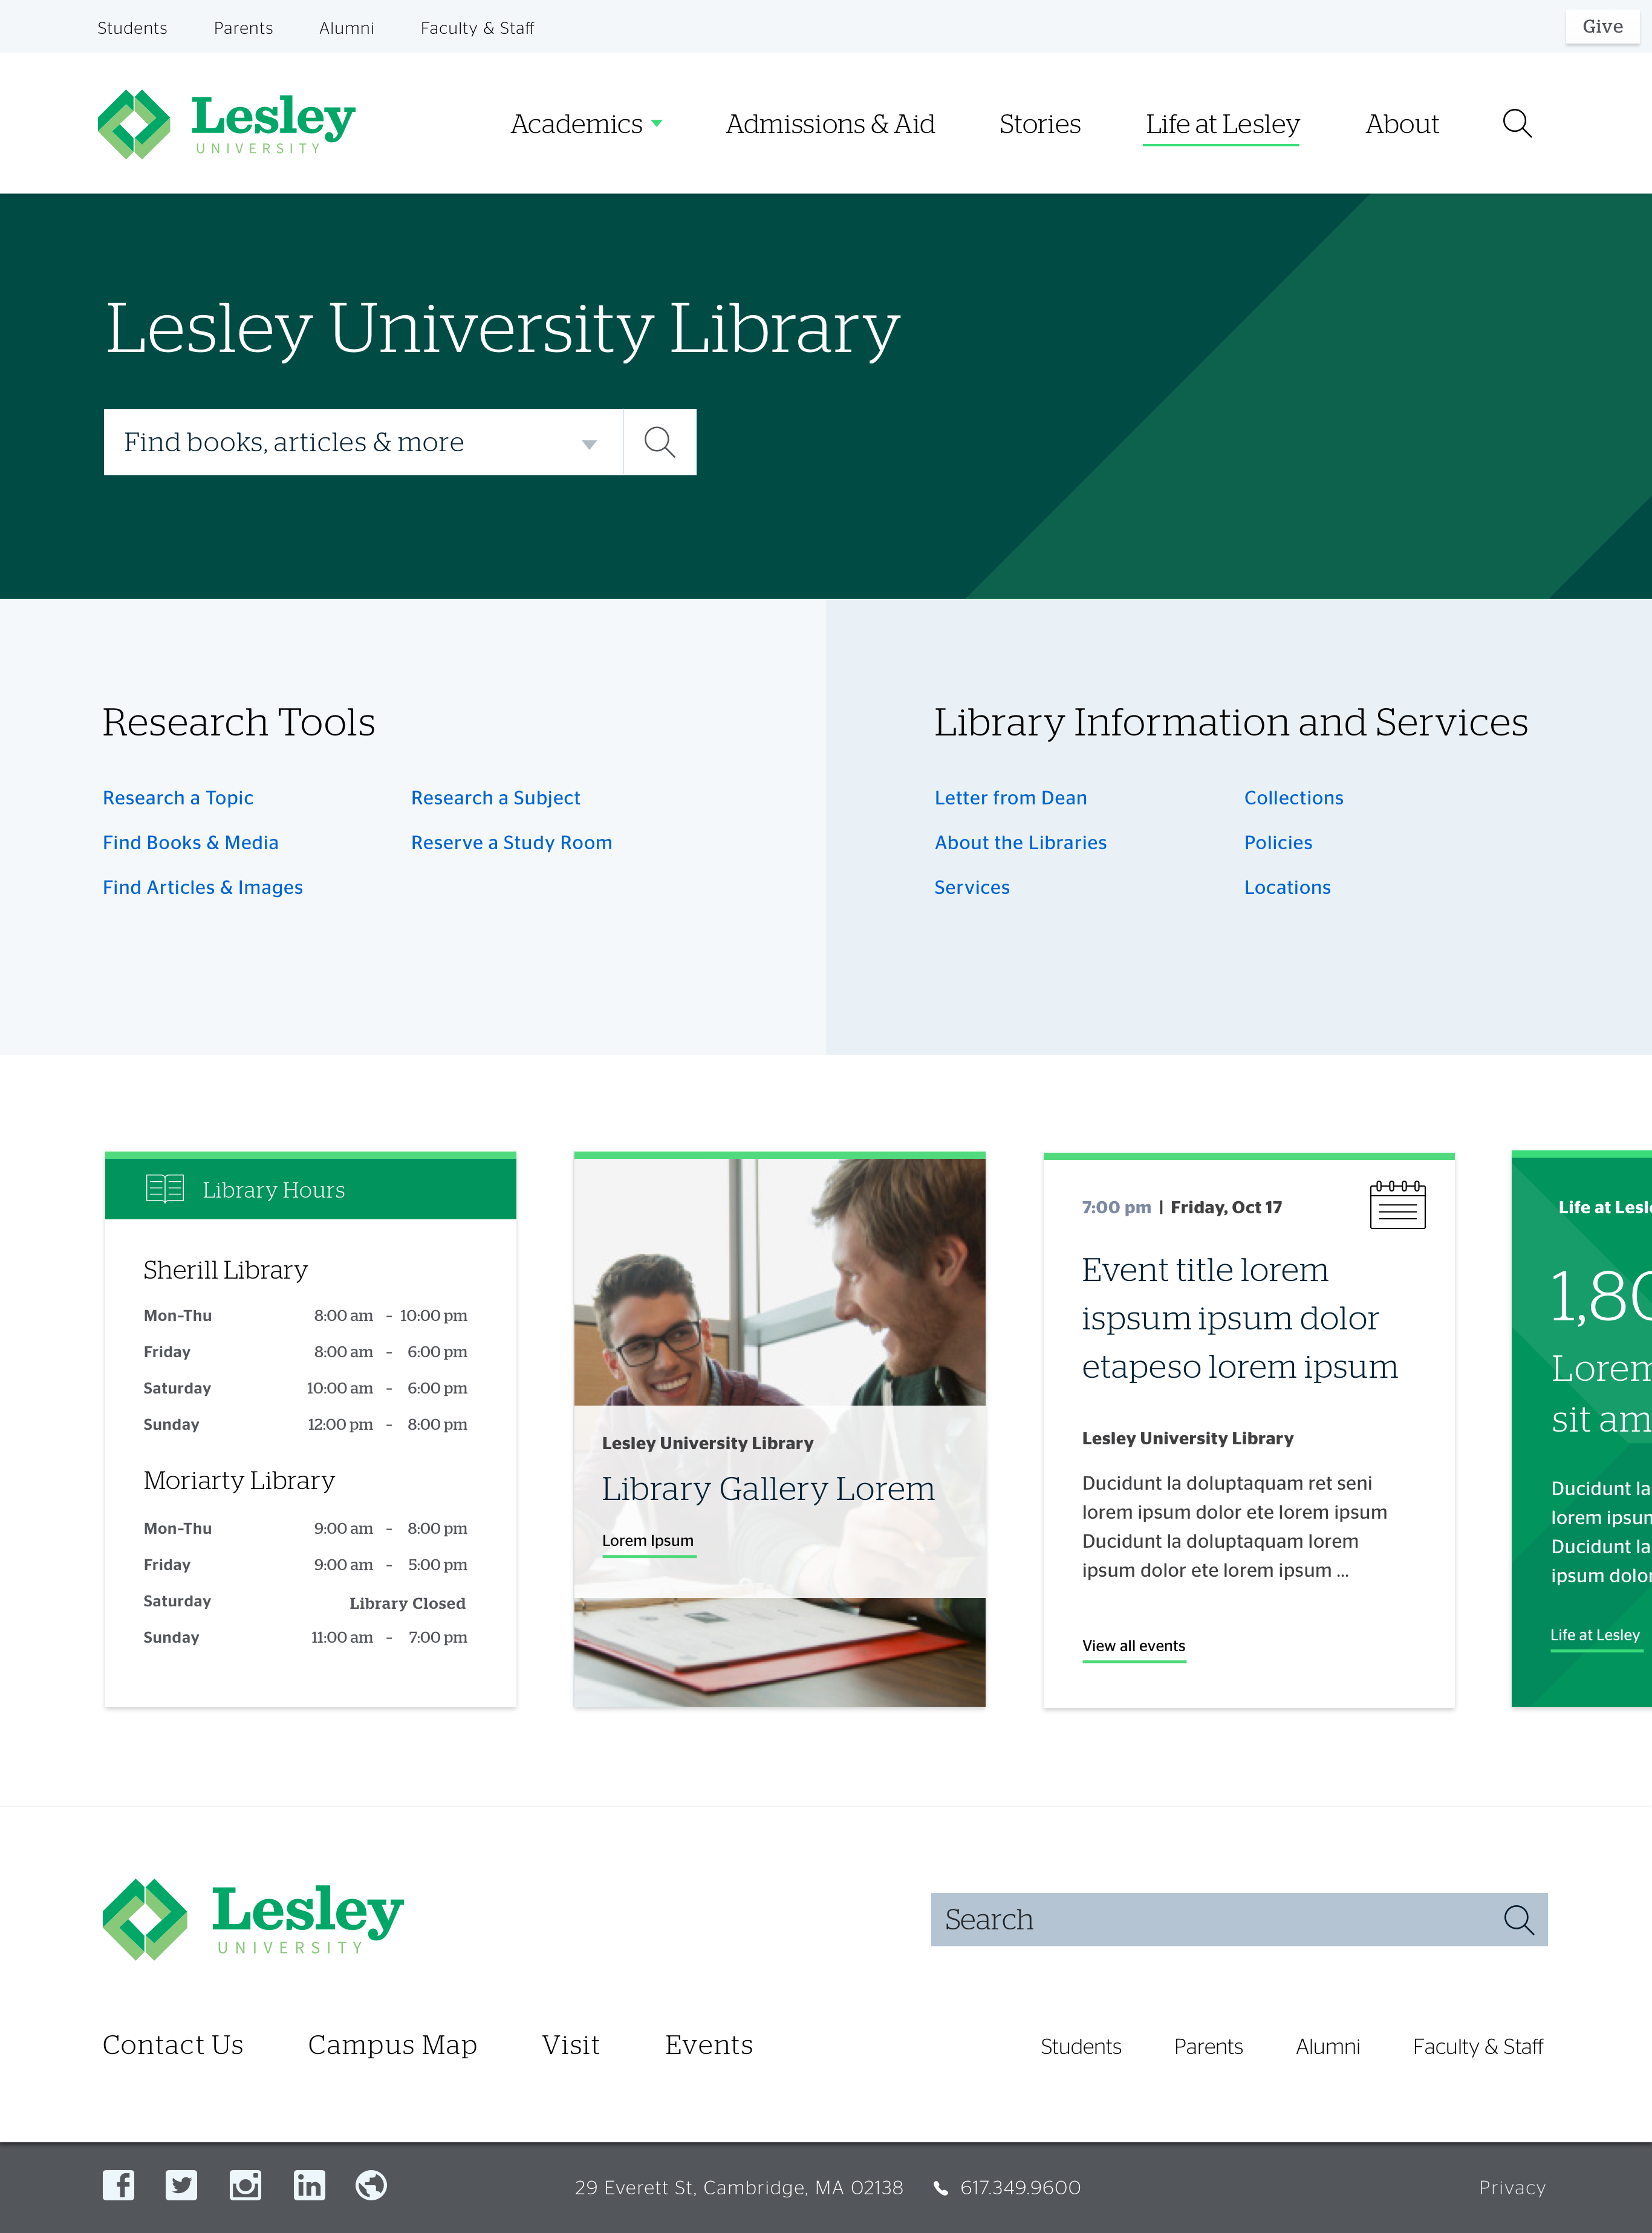 Students Parents Alumni Faculty & Staff Give
Lesley
UNIVERSITY
Academics Admissions & Aid Stories Life at Lesley About
Lesley University Library
Find books, articles & more
Research Tools
Research a Topic Research a Subject
Find Books & Media Reserve a Study Room
Find Articles & Images
Library Information and Services
Letter from Dean Collections
About the Libraries Policies
Services Locations
Library Hours
Sherill Library
Mon-Thu 8:00 am - 10:00 pm
Friday 8:00 am - 6:00 pm
Saturday 10:00 am - 6:00 pm
Sunday 12:00 pm - 8:00 pm
Moriarty Library
Mon-Thu 9:00 am - 8:00 pm
Friday 9:00 am - 5:00 pm
Saturday Library Closed
Sunday 11:00 am - 7:00 pm
Lesley University Library
Library Gallery Lorem
Lorem Ipsum
7:00 pm | Friday, Oct 17
Event title lorem
ispsum ipsum dolor
etapeso lorem ipsum
Lesley University Library
Ducidunt la doluptaquam ret seni
lorem ipsum dolor ete lorem ipsum
Ducidunt la doluptaquam lorem
ipsum dolor ete lorem ipsum ...
View all events
Life at Lesl
1,80
Lorem
sit am
Ducidunt la
lorem ipsum
Ducidunt la
ipsum dolor
Life at Lesley
Lesley
UNIVERSITY
Search
Contact Us Campus Map Visit Events
Students Parents Alumni Faculty & Staff
29 Everett St, Cambridge, MA 02138 617.349.9600 Privacy